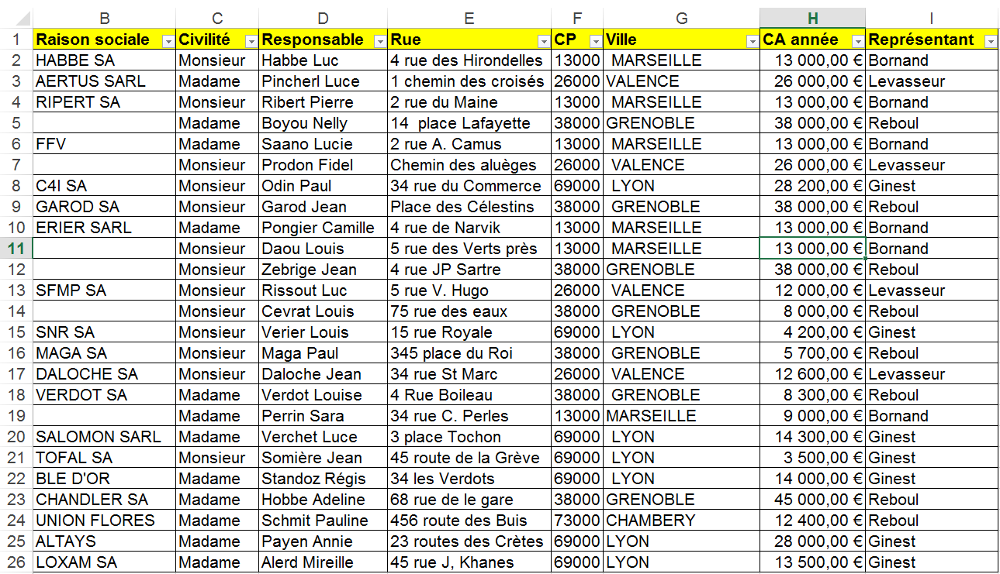 B C D E F G H I
1 Raison sociale Civilité Responsable Rue CP Ville CA année Représentant
2 HABBE SA Monsieur Habbe Luc 4 rue des Hirondelles 13000 MARSEILLE 13 000,00 € Bornand
3 AERTUS SARL Madame Pincherl Luce 1 chemin des croisés 26000 VALENCE 26 000,00 € Levasseur
4 RIPERT SA Monsieur Ribert Pierre 2 rue du Maine 13000 MARSEILLE 13 000,00 € Bornand
5 Madame Boyou Nelly 14 place Lafayette 38000 GRENOBLE 38 000,00 € Reboul
6 FFV Madame Saano Lucie 2 rue A. Camus 13000 MARSEILLE 13 000,00 € Bornand
7 Monsieur Prodon Fidel Chemin des aluèges 26000 VALENCE 26 000,00 € Levasseur
8 C4I SA Monsieur Odin Paul 34 rue du Commerce 69000 LYON 28 200,00 € Ginest
9 GAROD SA Monsieur Garod Jean Place des Célestins 38000 GRENOBLE 38 000,00 € Reboul
10 ERIER SARL Madame Pongier Camille 4 rue de Narvik 13000 MARSEILLE 13 000,00 € Bornand
11 Monsieur Daou Louis 5 rue des Verts près 13000 MARSEILLE 13 000,00 € Bornand
12 Monsieur Zebrige Jean 4 rue JP Sartre 38000 GRENOBLE 38 000,00 € Reboul
13 SFMP SA Monsieur Rissout Luc 5 rue V. Hugo 26000 VALENCE 12 000,00 € Levasseur
14 Monsieur Cevrat Louis 75 rue des eaux 38000 GRENOBLE 8 000,00 € Reboul
15 SNR SA Monsieur Verier Louis 15 rue Royale 69000 LYON 4 200,00 € Ginest
16 MAGA SA Monsieur Maga Paul 345 place du Roi 38000 GRENOBLE 5 700,00 € Reboul
17 DALOCHE SA Monsieur Daloche Jean 34 rue St Marc 26000 VALENCE 12 600,00 € Levasseur
18 VERDOT SA Madame Verdot Louise 4 Rue Boileau 38000 GRENOBLE 8 300,00 € Reboul
19 Madame Perrin Sara 34 rue C. Perles 13000 MARSEILLE 9 000,00 € Bornand
20 SALOMON SARL Madame Verchet Luce 3 place Tochon 69000 LYON 14 300,00 € Ginest
21 TOFAL SA Monsieur Somière Jean 45 route de la Grève 69000 LYON 3 500,00 € Ginest
22 BLE D'OR Madame Standoz Régis 34 les Verdots 69000 LYON 14 000,00 € Ginest
23 CHANDLER SA Madame Hobbe Adeline 68 rue de le gare 38000 GRENOBLE 45 000,00 € Reboul
24 UNION FLORES Madame Schmit Pauline 456 route des Buis 73000 CHAMBERY 12 400,00 € Reboul
25 ALTAYS Madame Payen Annie 23 routes des Crètes 69000 LYON 28 000,00 € Ginest
26 LOXAM SA Madame Alerd Mireille 45 rue J, Khanes 69000 LYON 13 500,00 € Ginest